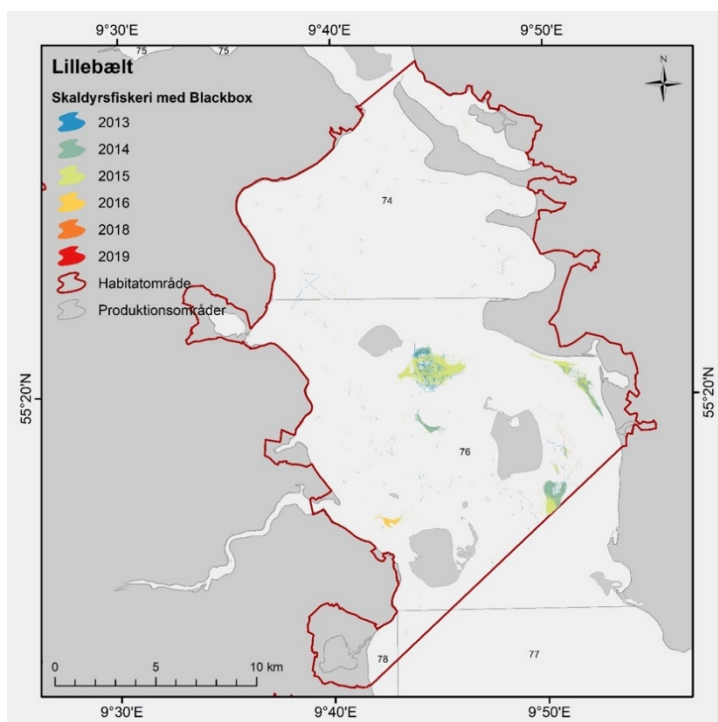 9°30'E 9°40'E 9°50'E
75 75
Lillebælt
N
Skaldyrsfiskeri med Blackbox
2013
2014
2015
2016
2018
2019
Habitatområde
Produktionsområder
74
55°20'N 55°20'N
76
0 5 10 km
78 77
9°30'E 9°40'E 9°50'E